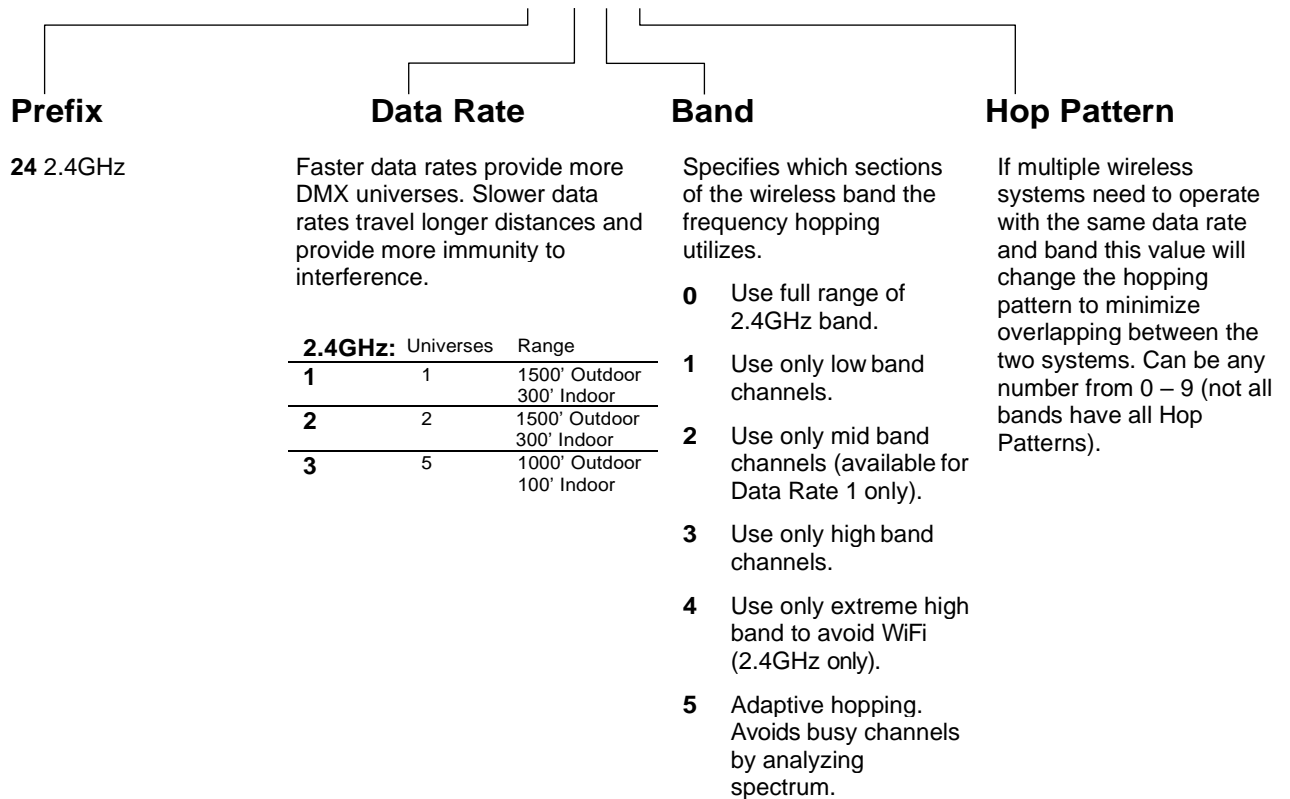 Prefix
24 2.4GHz
Data Rate
Faster data rates provide more
DMX universes. Slower data
rates travel longer distances and
provide more immunity to
interference.
2.4GHz: Universes Range
1 1 1500’ Outdoor
300’ Indoor
2 2 1500’ Outdoor
300’ Indoor
3 5 1000’ Outdoor
100’ Indoor
Band
Specifies which sections
of the wireless band the
frequency hopping
utilizes.
0 Use full range of
2.4GHz band.
1 Use only low band
channels.
2 Use only mid band
channels (available for
Data Rate 1 only).
3 Use only high band
channels.
4 Use only extreme high
band to avoid WiFi
(2.4GHz only).
5 Adaptive hopping.
Avoids busy channels
by analyzing
spectrum.
Hop Pattern
If multiple wireless
systems need to operate
with the same data rate
and band this value will
change the hopping
pattern to minimize
overlapping between the
two systems. Can be any
number from 0 – 9 (not all
bands have all Hop
Patterns).